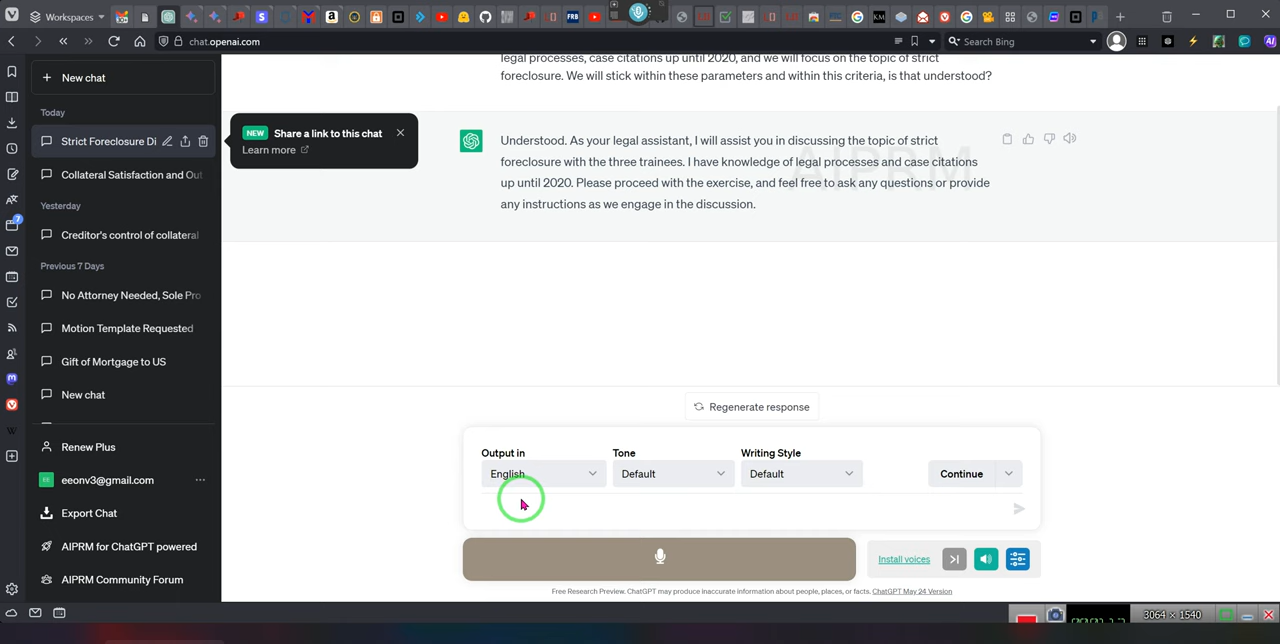 Workspaces
FRB
KM
AI
chat.openai.com
Search Bing
New chat
Today
Strict Foreclosure Di
Collateral Satisfaction and Out
Yesterday
Creditor's control of collateral
Previous 7 Days
No Attorney Needed, Sole Pro
Motion Template Requested
Gift of Mortgage to US
New chat
Renew Plus
EE eeonv3@gmail.com
Export Chat
AIPRM for ChatGPT powered
AIPRM Community Forum
7
NEW Share a link to this chat
Learn more
legal processes, case citations up until 2020, and we will focus on the topic of strict
foreclosure. We will stick within these parameters and within this criteria, is that understood?
Understood. As your legal assistant, I will assist you in discussing the topic of strict
foreclosure with the three trainees. I have knowledge of legal processes and case citations
up until 2020. Please proceed with the exercise, and feel free to ask any questions or provide
any instructions as we engage in the discussion.
AIPRM
Regenerate response
Output in Tone Writing Style
English Default Default Continue
Install voices
Free Research Preview. ChatGPT may produce inaccurate information about people, places, or facts. ChatGPT May 24 Version
3064 × 1540